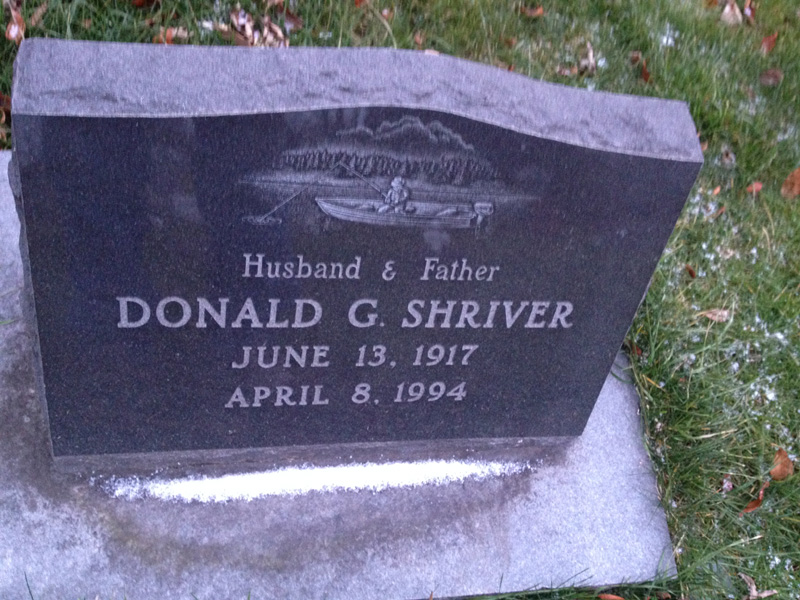 Husband & Father
DONALD G. SHRIVER
JUNE 13, 1917
APRIL 8, 1994